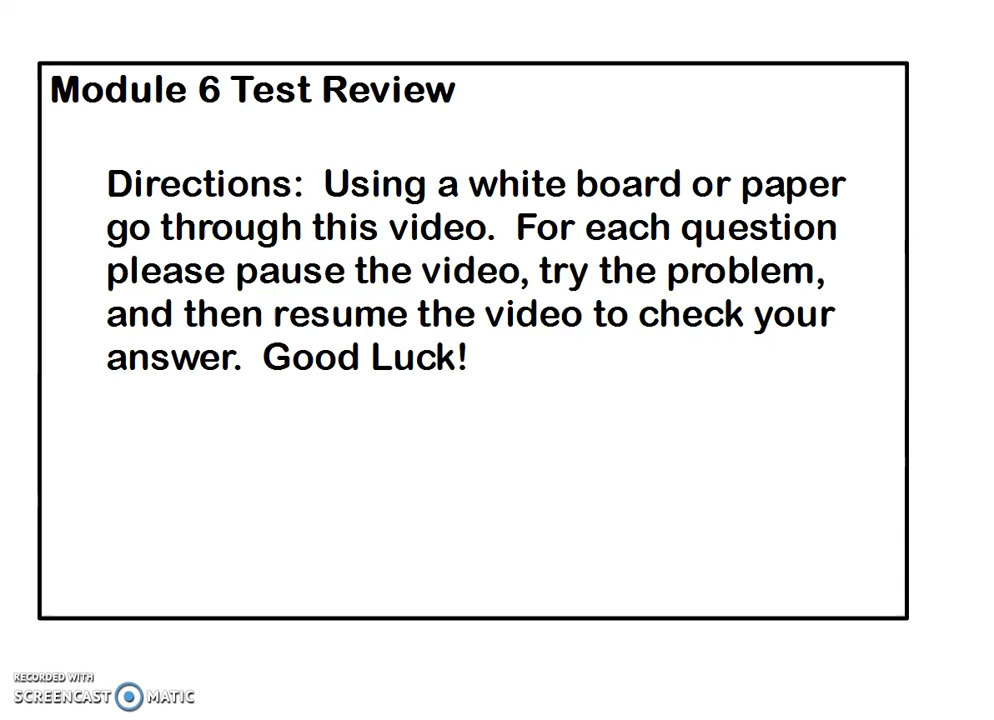 Module 6 Test Review
Directions:  Using a white board or paper
go through this video.  For each question
please pause the video, try the problem,
and then resume the video to check your
answer.  Good Luck!
RECORDED WITH
SCREENCAST MATIC